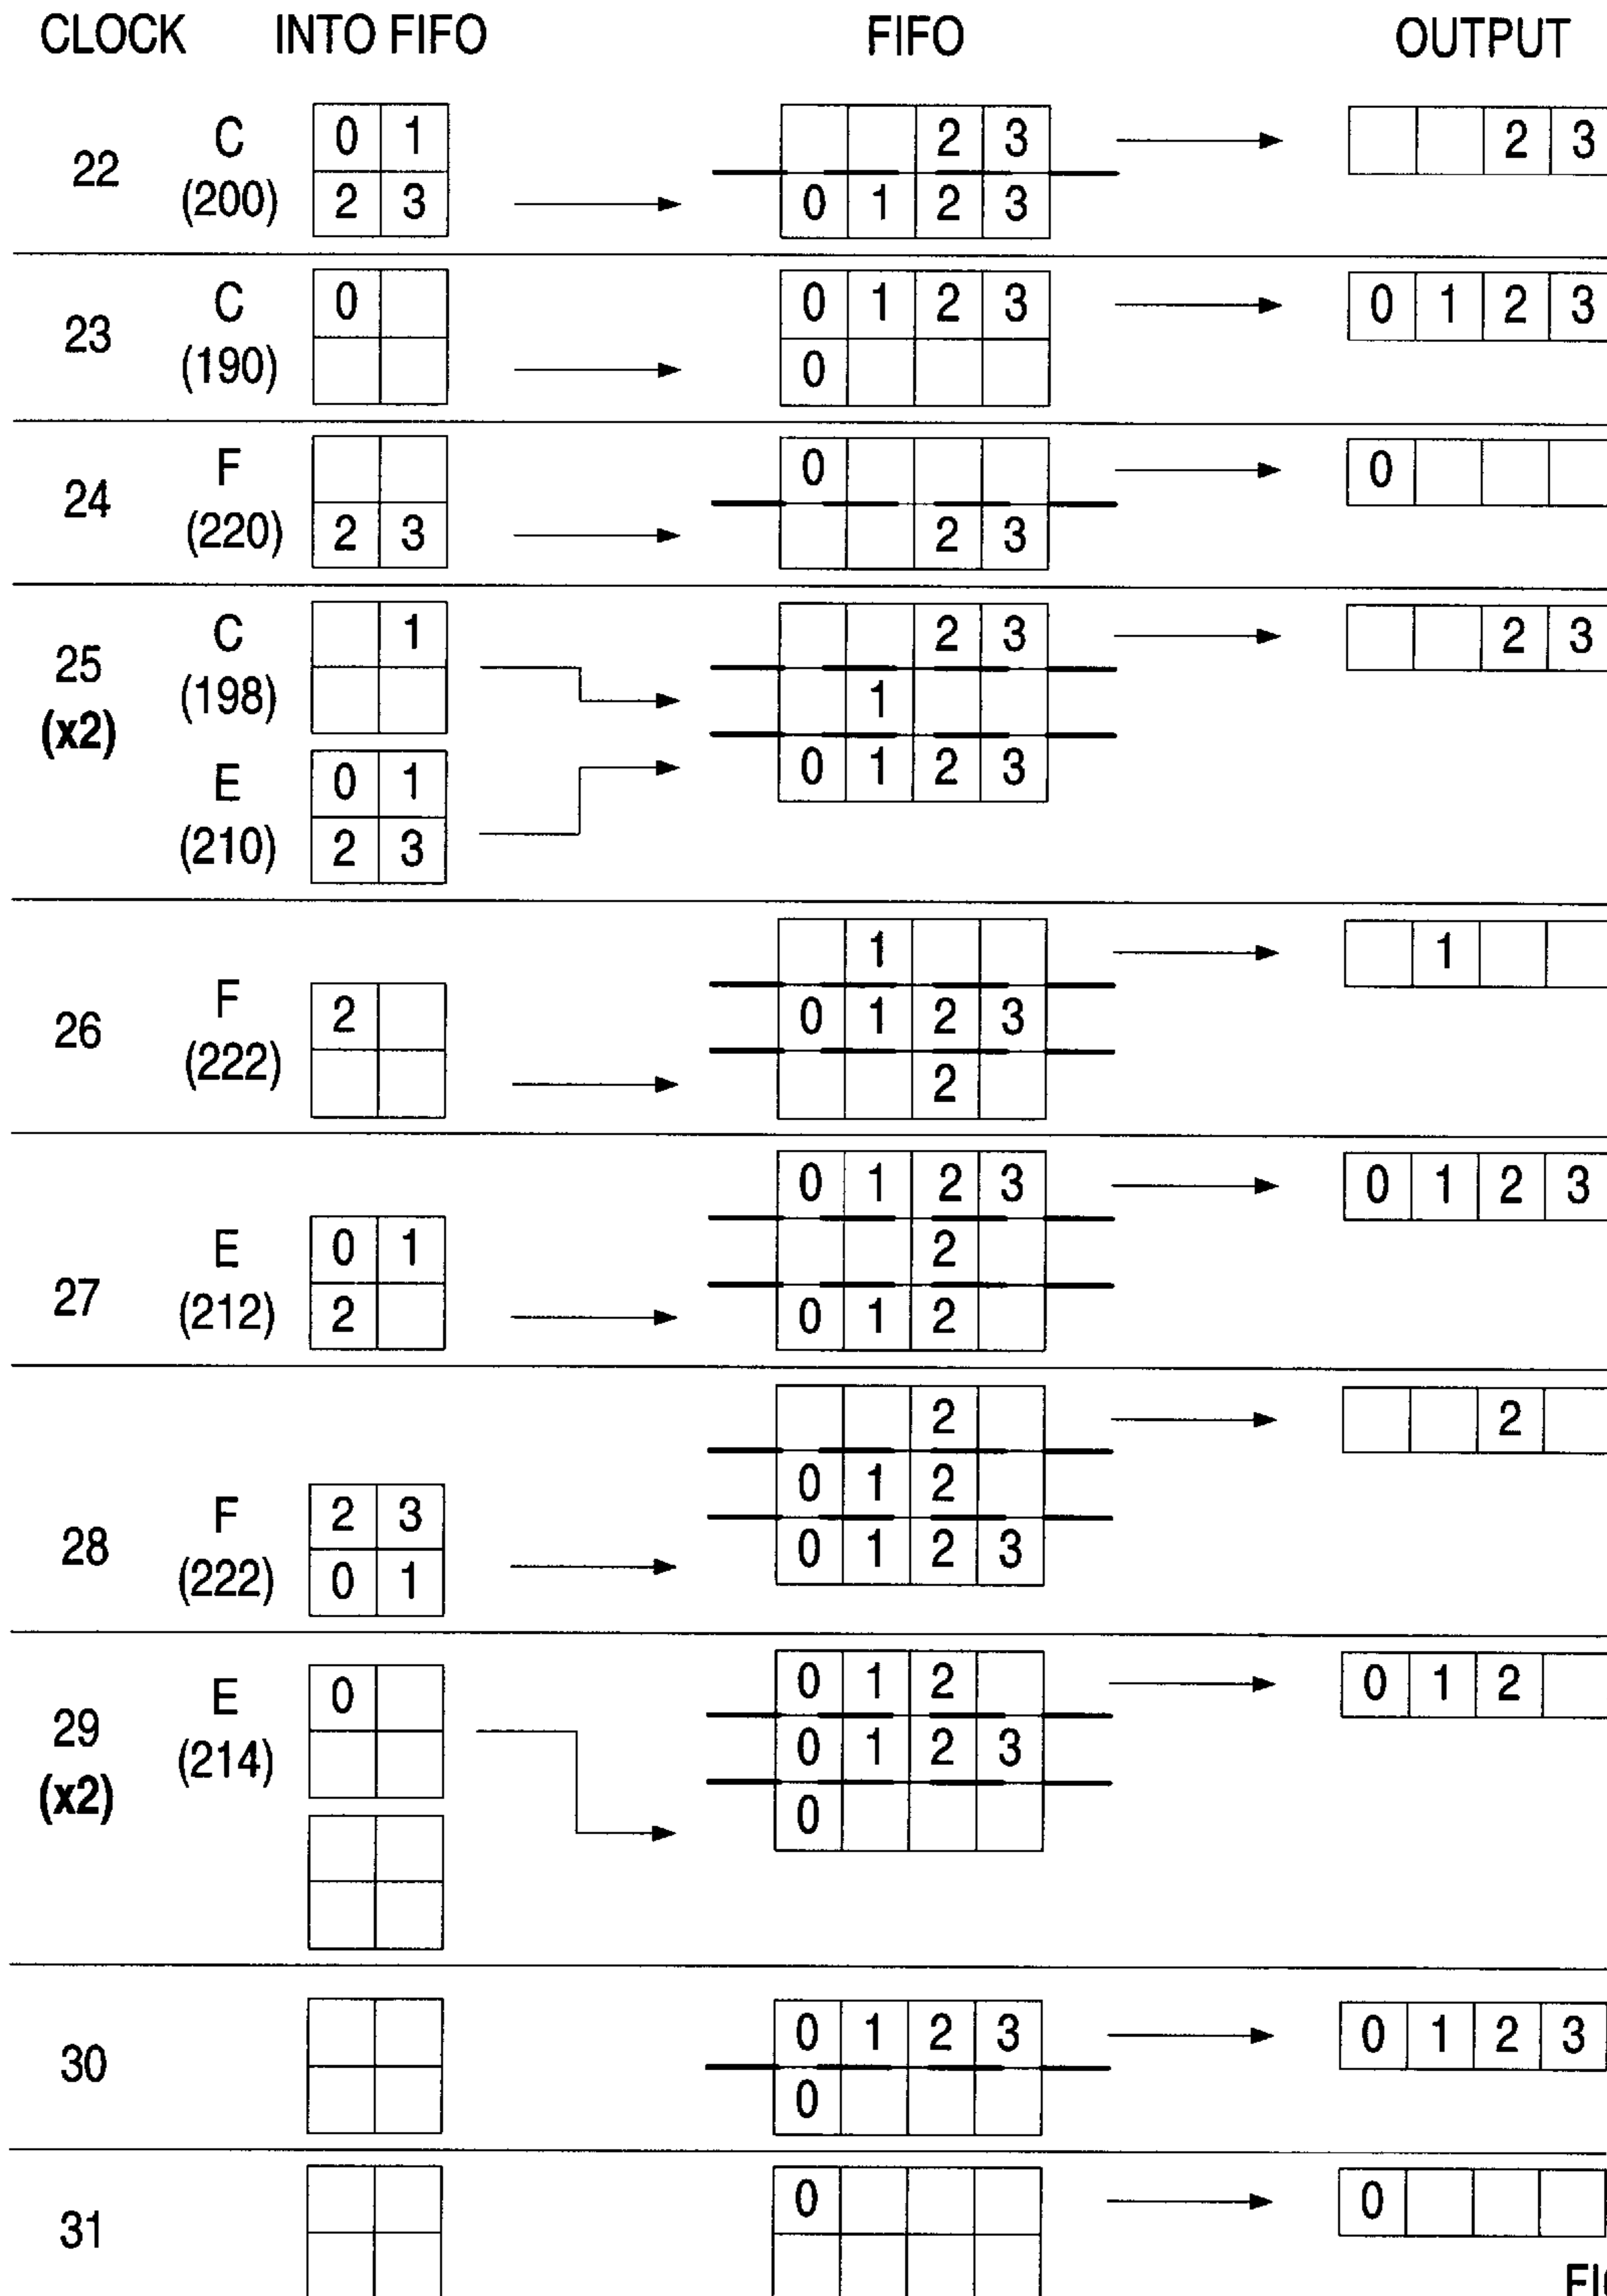 CLOCK INTO FIFO FIFO OUTPUT
C 0 1 2 3 2 3
22
(200) 2 3 0 1 2 3
C 0 0 1 2 3 0 1 2 3
23
(190) 0
F 0 0
24
(220) 2 3 2 3
C 1 2 3 2 3
25
(198) 1
(x2)
E 0 1 0 1 2 3
(210) 2 3
1 1
F 2 0 1 2 3
26
(222) 2
0 1 2 3 0 1 2 3
E 0 1 2
27
(212) 2 0 1 2
2 2
0 1 2
F 2 3 0 1 2 3
28
(222) 0 1
E 0 0 1 2 0 1 2
29
(214) 0 1 2 3
(x2)
0
0 1 2 3 0 1 2 3
30
0
0 0
31